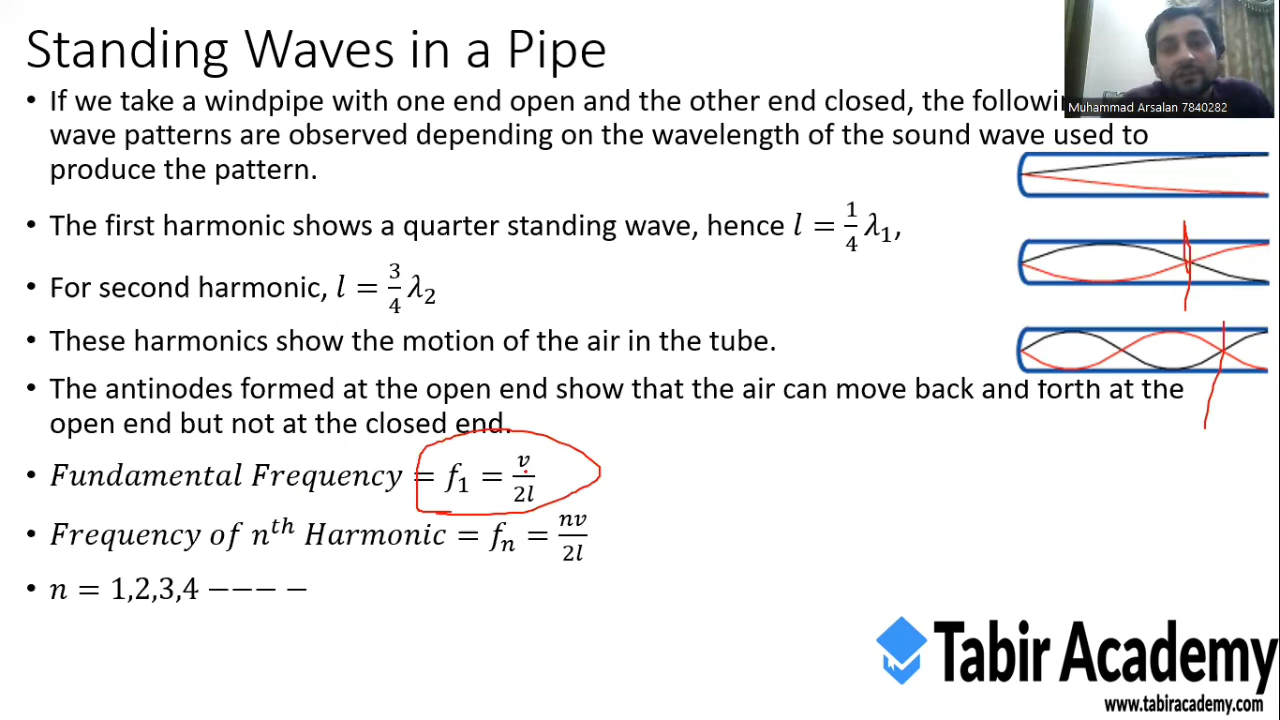 Standing Waves in a Pipe
Muhammad Arsalan 7840282
• If we take a windpipe with one end open and the other end closed, the followi
wave patterns are observed depending on the wavelength of the sound wave used to
produce the pattern.
• The first harmonic shows a quarter standing wave, hence l = 1/4 λ₁,
• For second harmonic, l = 3/4 λ₂
• These harmonics show the motion of the air in the tube.
• The antinodes formed at the open end show that the air can move back and forth at the
open end but not at the closed end.
• Fundamental Frequency = f₁ = v/2l
• Frequency of nᵗʰ Harmonic = fₙ = nv/2l
• n = 1,2,3,4 −−− −
Tabir Academy
www.tabiracademy.com